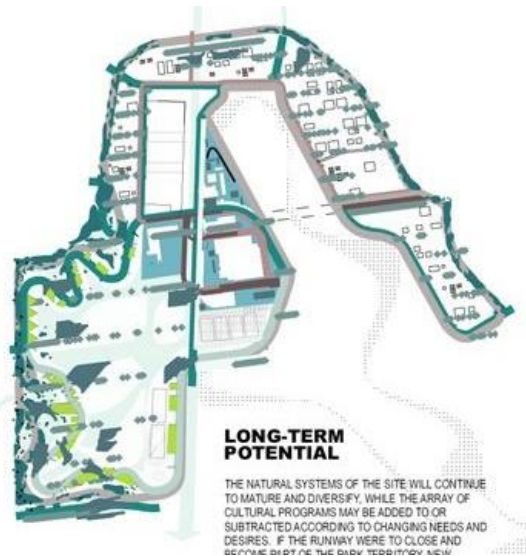 LONG-TERM
POTENTIAL
THE NATURAL SYSTEMS OF THE SITE WILL CONTINUE
TO MATURE AND DIVERSIFY, WHILE THE ARRAY OF
CULTURAL PROGRAMS MAY BE ADDED TO OR
SUBTRACTED ACCORDING TO CHANGING NEEDS AND
DESIRES. IF THE RUNWAY WERE TO CLOSE AND
BECOME PART OF THE PARK TERRITORY, NEW